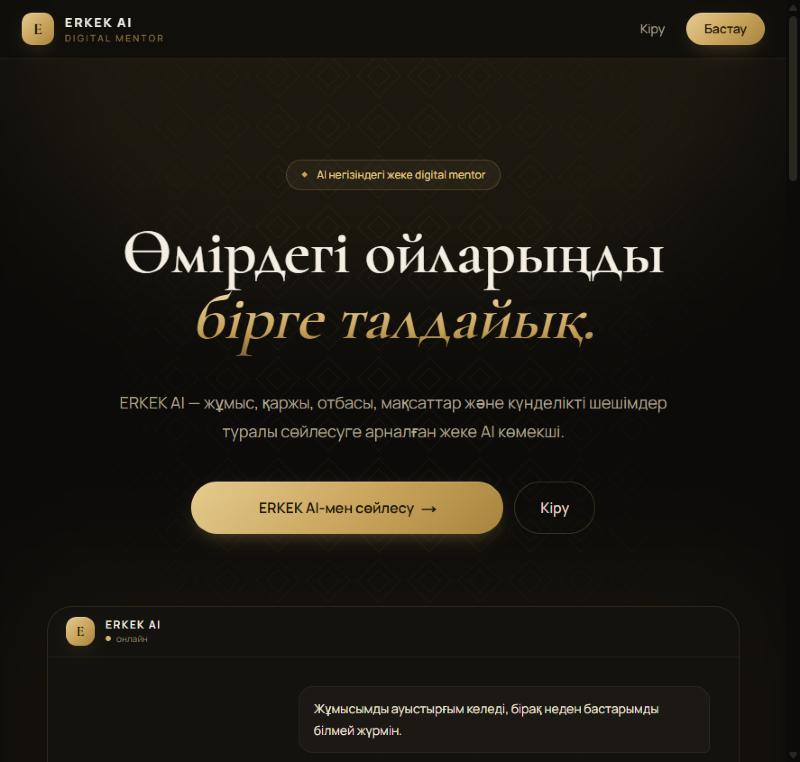 E
ERKEK AI
DIGITAL MENTOR
Кіру
Бастау
AI негізіндегі жеке digital mentor
Өмірдегі ойларыңды
бірге талдайық.
ERKEK AI — жұмыс, қаржы, отбасы, мақсаттар және күнделікті шешімдер
туралы сөйлесуге арналған жеке AI көмекші.
ERKEK AI-мен сөйлесу →
Кіру
E
ERKEK AI
онлайн
Жұмысымды ауыстырғым келеді, бірақ неден бастарымды
білмей жүрмін.